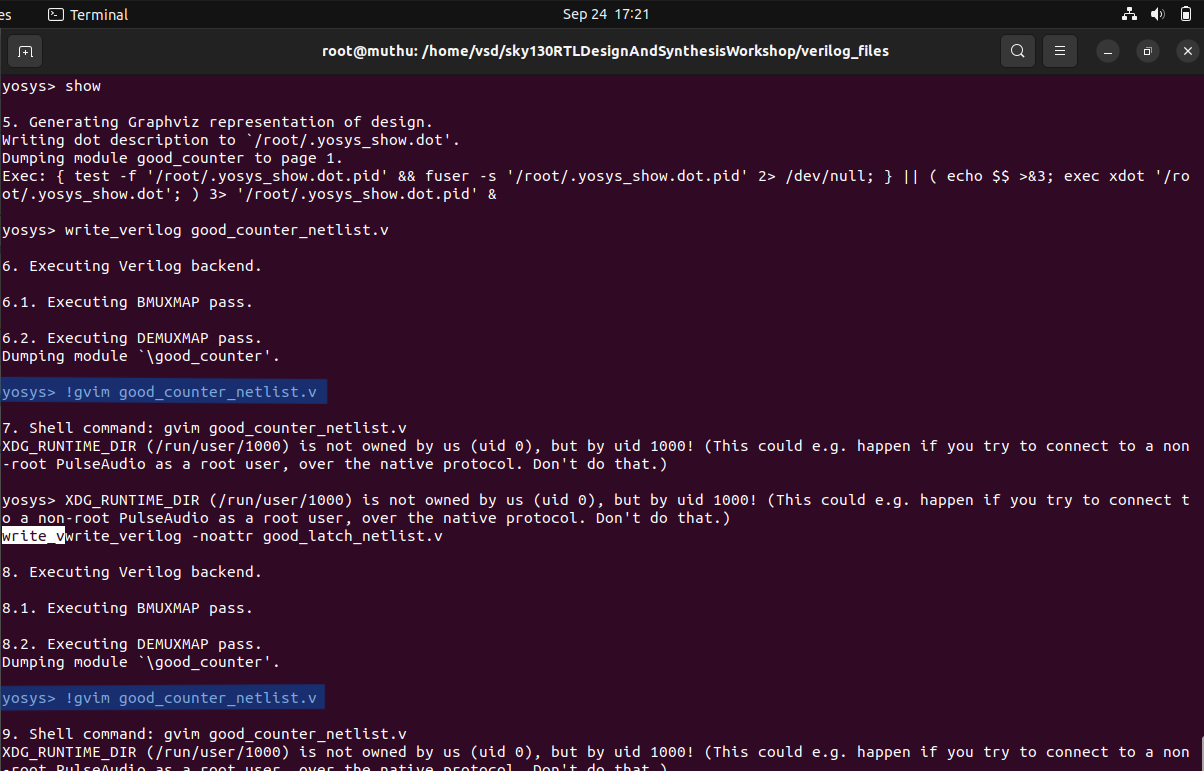 es Terminal Sep 24 17:21
root@muthu: /home/vsd/sky130RTLDesignAndSynthesisWorkshop/verilog_files
yosys> show
5. Generating Graphviz representation of design.
Writing dot description to `/root/.yosys_show.dot'.
Dumping module good_counter to page 1.
Exec: { test -f '/root/.yosys_show.dot.pid' && fuser -s '/root/.yosys_show.dot.pid' 2> /dev/null; } || ( echo $$ >&3; exec xdot '/ro
ot/.yosys_show.dot'; ) 3> '/root/.yosys_show.dot.pid' &
yosys> write_verilog good_counter_netlist.v
6. Executing Verilog backend.
6.1. Executing BMUXMAP pass.
6.2. Executing DEMUXMAP pass.
Dumping module `\good_counter'.
yosys> !gvim good_counter_netlist.v
7. Shell command: gvim good_counter_netlist.v
XDG_RUNTIME_DIR (/run/user/1000) is not owned by us (uid 0), but by uid 1000! (This could e.g. happen if you try to connect to a non
-root PulseAudio as a root user, over the native protocol. Don't do that.)
yosys> XDG_RUNTIME_DIR (/run/user/1000) is not owned by us (uid 0), but by uid 1000! (This could e.g. happen if you try to connect t
o a non-root PulseAudio as a root user, over the native protocol. Don't do that.)
write_vwrite_verilog -noattr good_latch_netlist.v
8. Executing Verilog backend.
8.1. Executing BMUXMAP pass.
8.2. Executing DEMUXMAP pass.
Dumping module `\good_counter'.
yosys> !gvim good_counter_netlist.v
9. Shell command: gvim good_counter_netlist.v
XDG_RUNTIME_DIR (/run/user/1000) is not owned by us (uid 0), but by uid 1000! (This could e.g. happen if you try to connect to a non
-root PulseAudio as a root user, over the native protocol. Don't do that.)